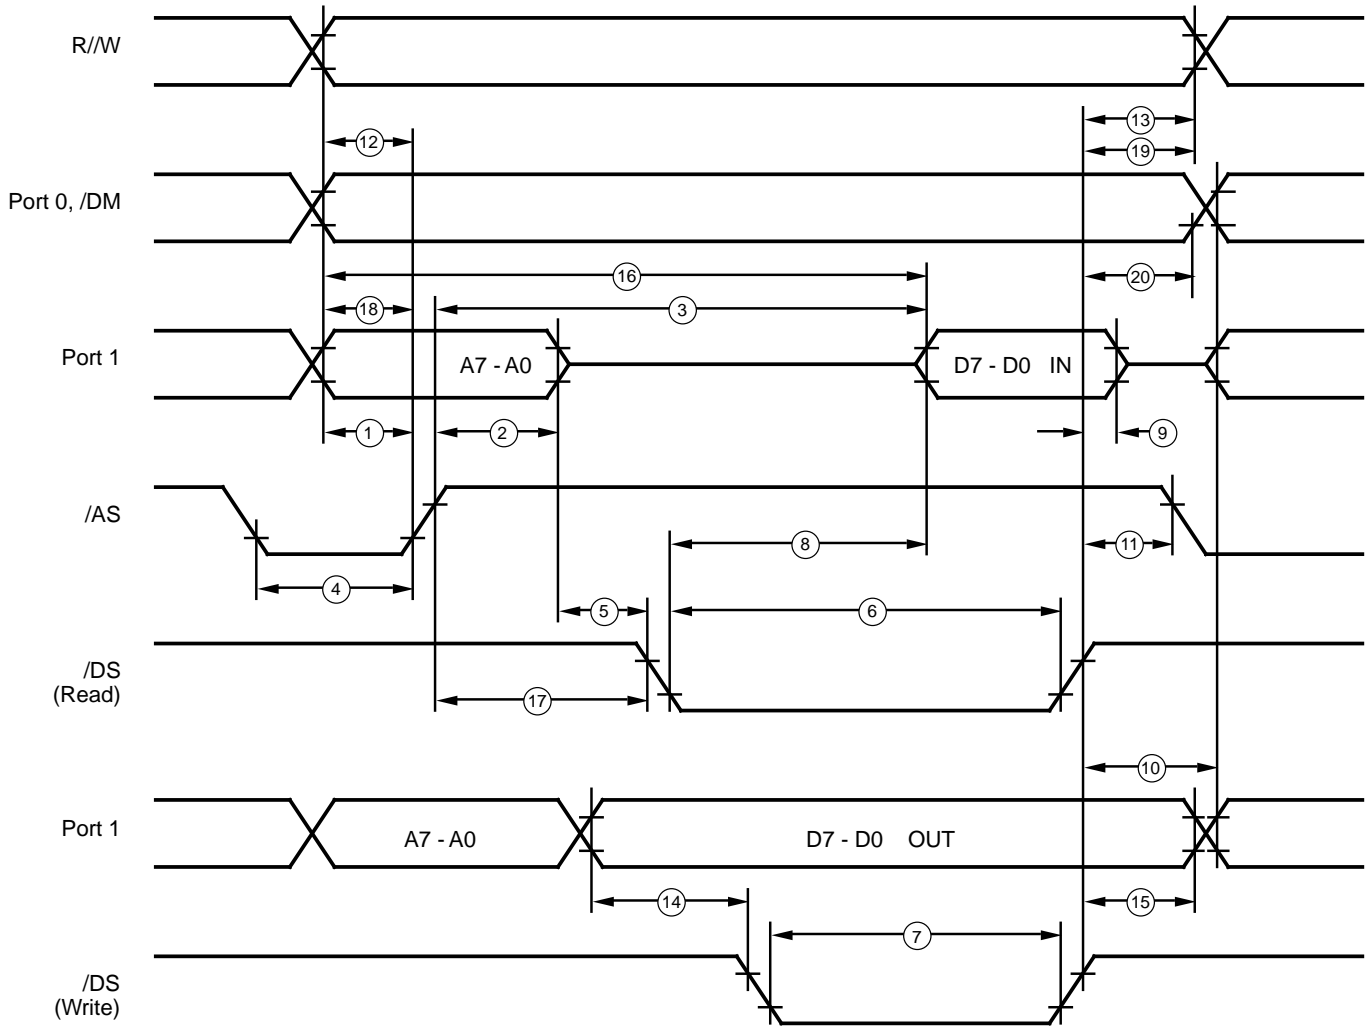 R//W
13
12
19
Port 0, /DM
16
20
18
3
Port 1
A7 - A0
D7 - D0 IN
1
2
9
/AS
8
11
4
5
6
/DS
(Read)
17
10
Port 1
A7 - A0
D7 - D0 OUT
14
15
7
/DS
(Write)